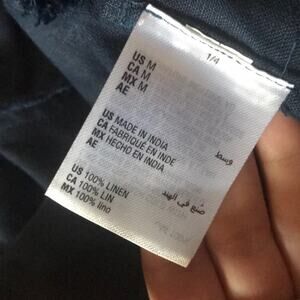 1/4
US M
CA M
MX M
AE
وسط
US MADE IN INDIA
CA FABRIQUÉ EN INDE
MX HECHO EN INDIA
AE
صنع في الهند
US 100% LINEN
CA 100% LIN
MX 100% lino